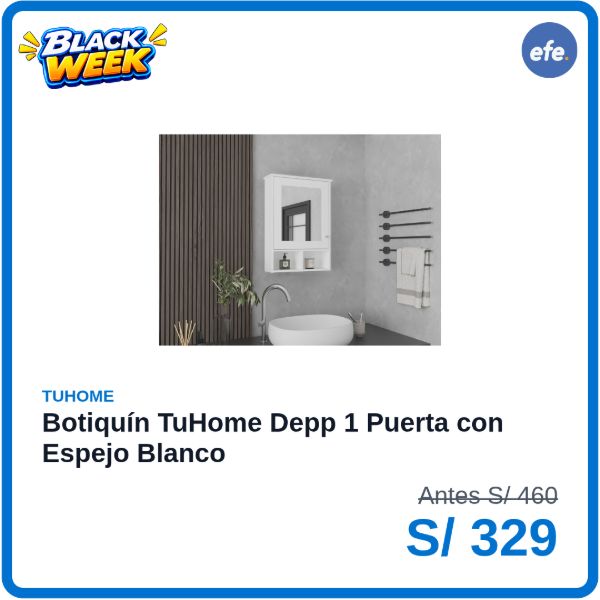 BLACK
WEEK
efe.
TUHOME
Botiquín TuHome Depp 1 Puerta con
Espejo Blanco
Antes S/ 460
S/ 329